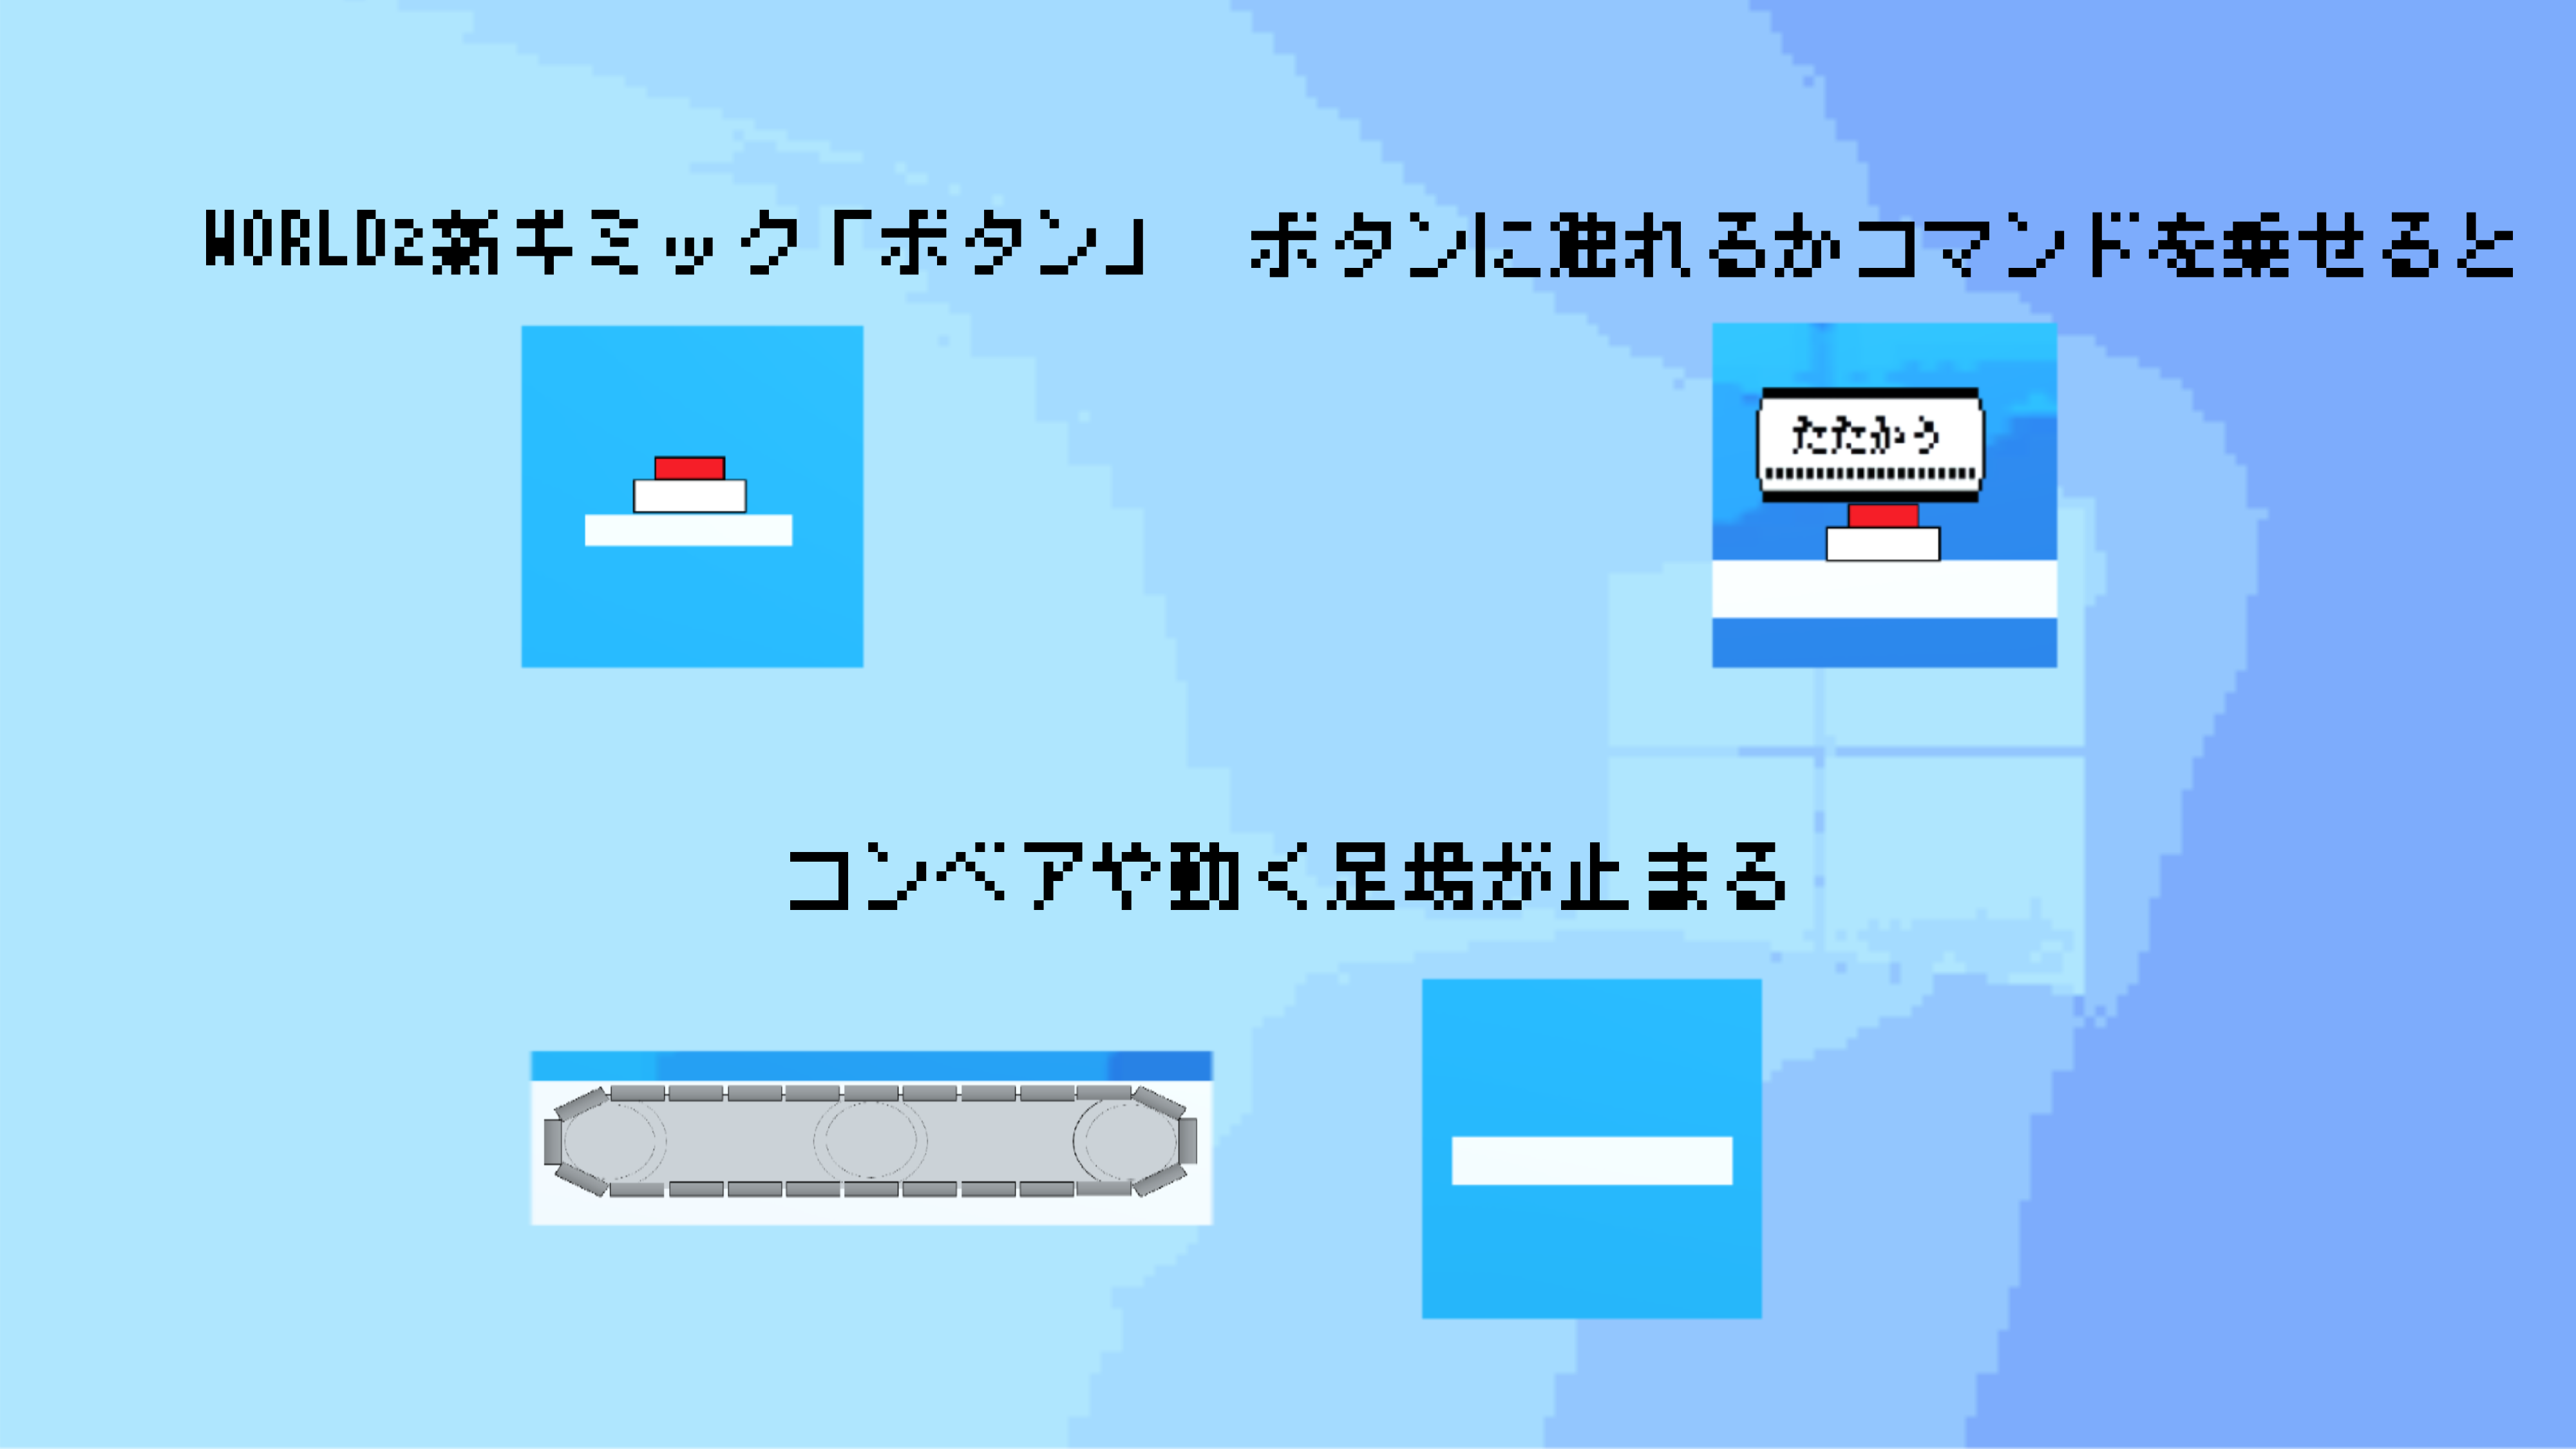 WORLD2新ギミック「ボタン」
ボタンに触れるかコマンドを乗せると
たたかう
コンベアや動く足場が止まる